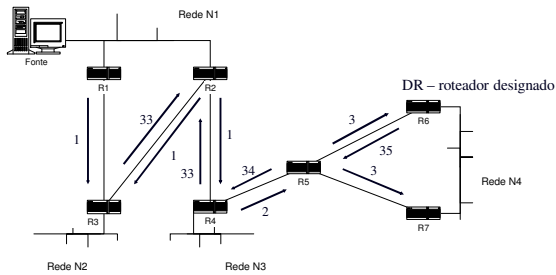 Rede N1
Fonte
R1
R2
DR – roteador designado
R6
1
33
1
33
1
3
35
34
R5
3
2
Rede N4
R3
R4
R7
Rede N2
Rede N3